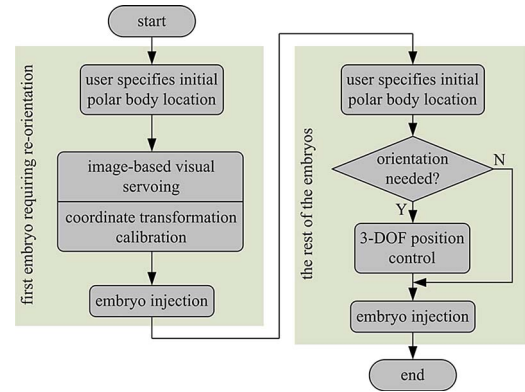 start
first embryo requiring re-orientation
user specifies initial
polar body location
image-based visual
servoing
coordinate transformation
calibration
embryo injection
the rest of the embryos
user specifies initial
polar body location
orientation
needed?
N
Y
3-DOF position
control
embryo injection
end